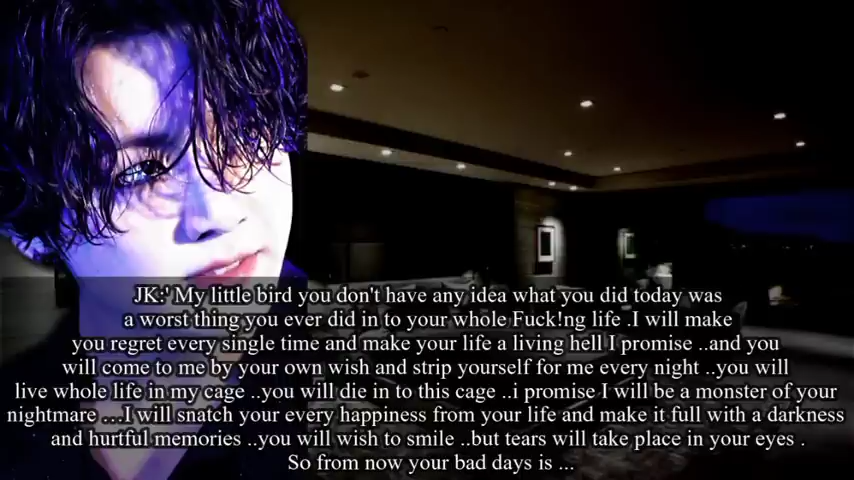 JK:' My little bird you don't have any idea what you did today was
a worst thing you ever did in to your whole Fuck!ng life .I will make
you regret every single time and make your life a living hell I promise ..and you
will come to me by your own wish and strip yourself for me every night ..you will
live whole life in my cage ..you will die in to this cage ..i promise I will be a monster of your
nightmare ...I will snatch your every happiness from your life and make it full with a darkness
and hurtful memories ..you will wish to smile ..but tears will take place in your eyes .
So from now your bad days is ...